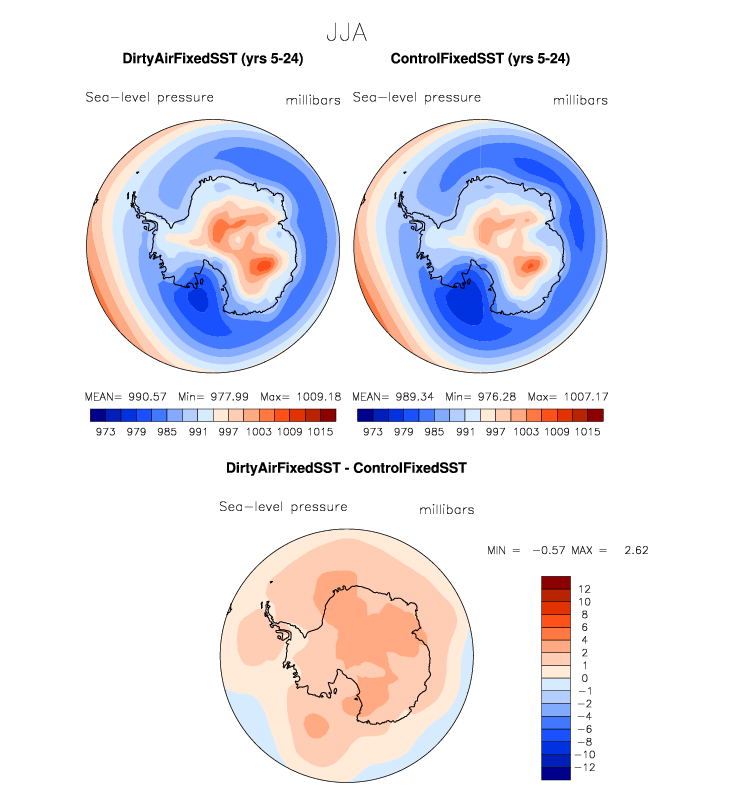 JJA
DirtyAirFixedSST (yrs 5-24) ControlFixedSST (yrs 5-24)
Sea-level pressure millibars Sea-level pressure millibars
MEAN= 990.57 Min= 977.99 Max= 1009.18 MEAN= 989.34 Min= 976.28 Max= 1007.17
973 979 985 991 997 1003 1009 1015 973 979 985 991 997 1003 1009 1015
DirtyAirFixedSST - ControlFixedSST
Sea-level pressure millibars
MIN = -0.57 MAX = 2.62
12
10
8
6
4
2
1
0
-1
-2
-4
-6
-8
-10
-12